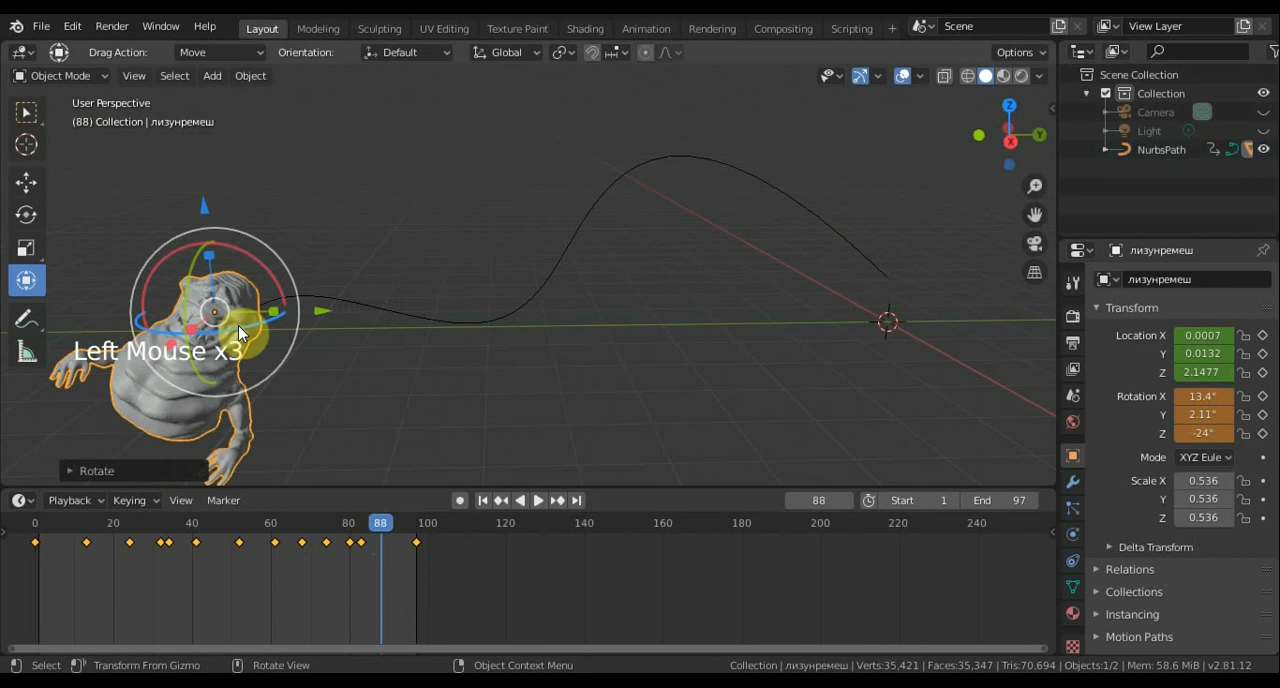 File Edit Render Window Help Layout Modeling Sculpting UV Editing Texture Paint Shading Animation Rendering Compositing Scripting + Scene View Layer
Drag Action: Move Orientation: Default Global Options
Object Mode View Select Add Object
User Perspective
(88) Collection | лизунремеш
Z
Y
X
Left Mouse x3
Rotate
Scene Collection
Collection
Camera
Light
NurbsPath
лизунремеш
лизунремеш
Transform
Location X 0.0007
Y 0.0132
Z 2.1477
Rotation X 13.4°
Y 2.11°
Z -24°
Mode XYZ Eule
Scale X 0.536
Y 0.536
Z 0.536
Delta Transform
Relations
Collections
Instancing
Motion Paths
Playback Keying View Marker 88 Start 1 End 97
0 20 40 60 80 88 100 120 140 160 180 200 220 240
Select Transform From Gizmo Rotate View Object Context Menu Collection | лизунремеш | Verts:35,421 | Faces:35,347 | Tris:70,694 | Objects:1/2 | Mem: 58.6 MiB | v2.81.12